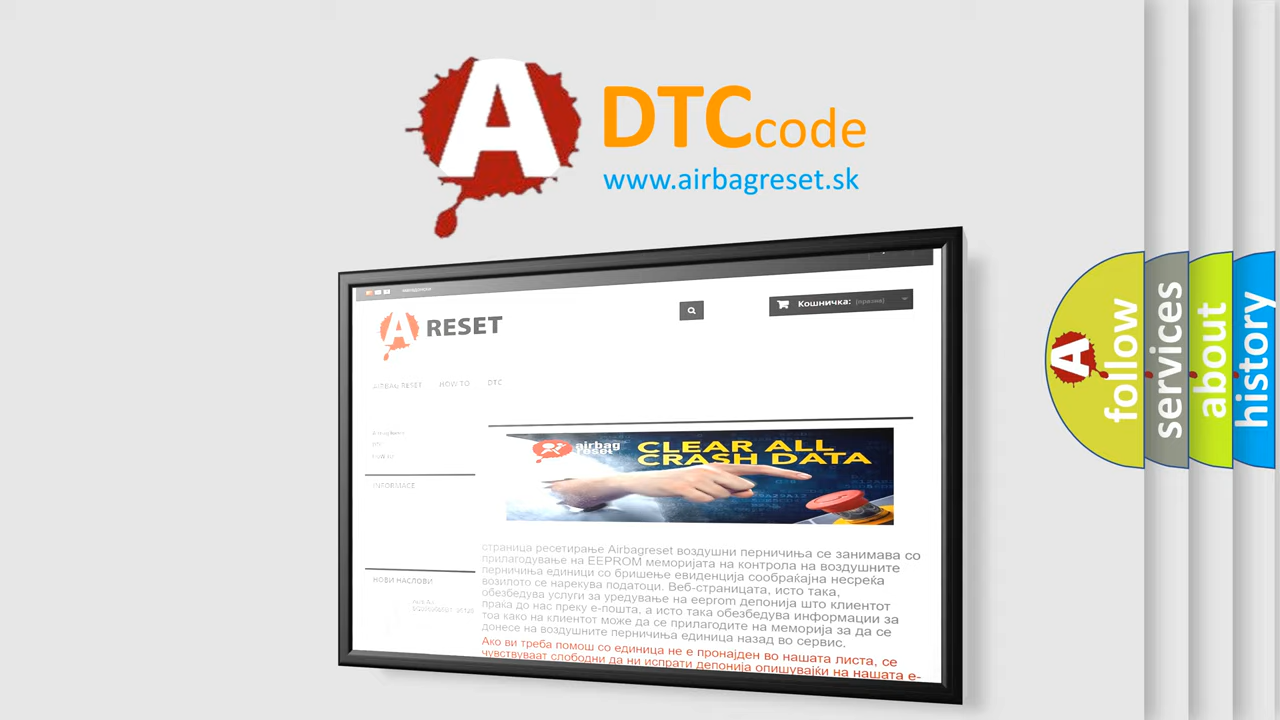 A
DTCcode
www.airbagreset.sk
Кошничка: (празна)
A RESET
AIRBAG RESET
HOW TO
DTC
INFORMACE
НОВИ НАСЛОВИ
airbag
reset
CLEAR ALL
CRASH DATA
страница ресетирање Airbagreset воздушни перничиња се занимава со
прилагодување на EEPROM меморијата на контрола на воздушните
перничиња единици со бришење евиденција сообраќајна несреќа
возилото се нарекува податоци. Веб-страницата, исто така,
обезбедува услуги за уредување на eeprom депонија што клиентот
праќа до нас преку е-пошта, а исто така обезбедува информации за
тоа како на клиентот може да се прилагодите на меморија за да се
донесе на воздушните перничиња единица назад во сервис.
Ако ви треба помош со единица не е пронајден во нашата листа, се
чувствуваат слободни да ни испрати депонија опишувајќи на нашата е-
A
follow
services
about
history